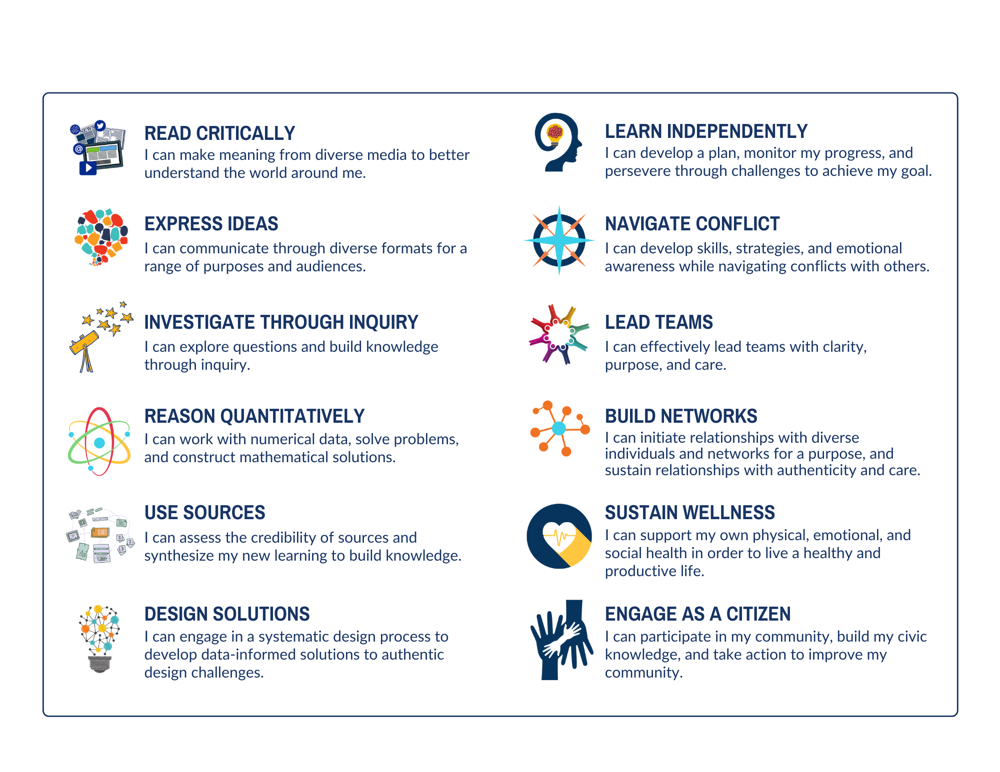 READ CRITICALLY
I can make meaning from diverse media to better
understand the world around me.
EXPRESS IDEAS
I can communicate through diverse formats for a
range of purposes and audiences.
INVESTIGATE THROUGH INQUIRY
I can explore questions and build knowledge
through inquiry.
REASON QUANTITATIVELY
I can work with numerical data, solve problems,
and construct mathematical solutions.
USE SOURCES
I can assess the credibility of sources and
synthesize my new learning to build knowledge.
DESIGN SOLUTIONS
I can engage in a systematic design process to
develop data-informed solutions to authentic
design challenges.
LEARN INDEPENDENTLY
I can develop a plan, monitor my progress, and
persevere through challenges to achieve my goal.
NAVIGATE CONFLICT
I can develop skills, strategies, and emotional
awareness while navigating conflicts with others.
LEAD TEAMS
I can effectively lead teams with clarity,
purpose, and care.
BUILD NETWORKS
I can initiate relationships with diverse
individuals and networks for a purpose, and
sustain relationships with authenticity and care.
SUSTAIN WELLNESS
I can support my own physical, emotional, and
social health in order to live a healthy and
productive life.
ENGAGE AS A CITIZEN
I can participate in my community, build my civic
knowledge, and take action to improve my
community.
NEWS
#
@
1
2
3